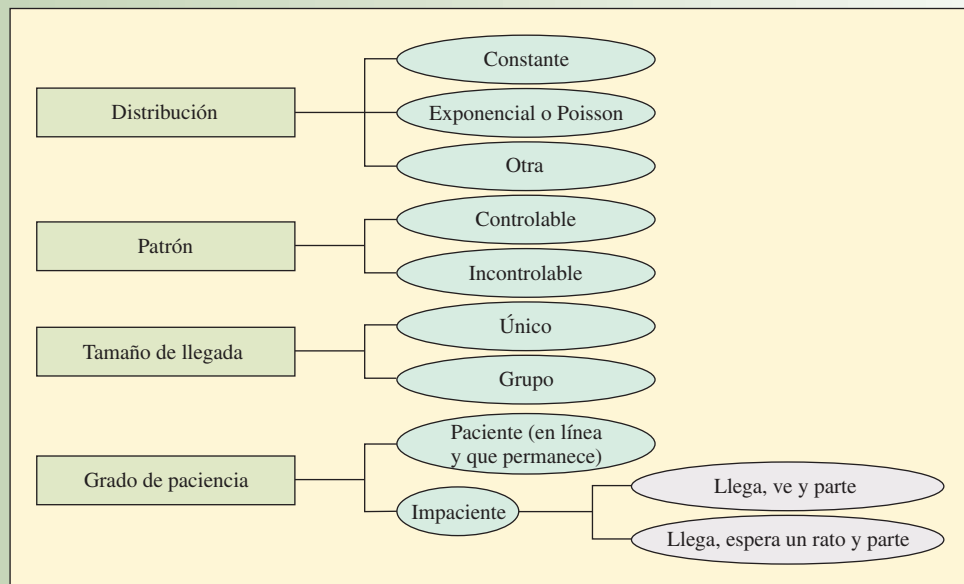 Distribución
Constante
Exponencial o Poisson
Otra
Patrón
Controlable
Incontrolable
Tamaño de llegada
Único
Grupo
Grado de paciencia
Paciente (en línea
y que permanece)
Impaciente
Llega, ve y parte
Llega, espera un rato y parte